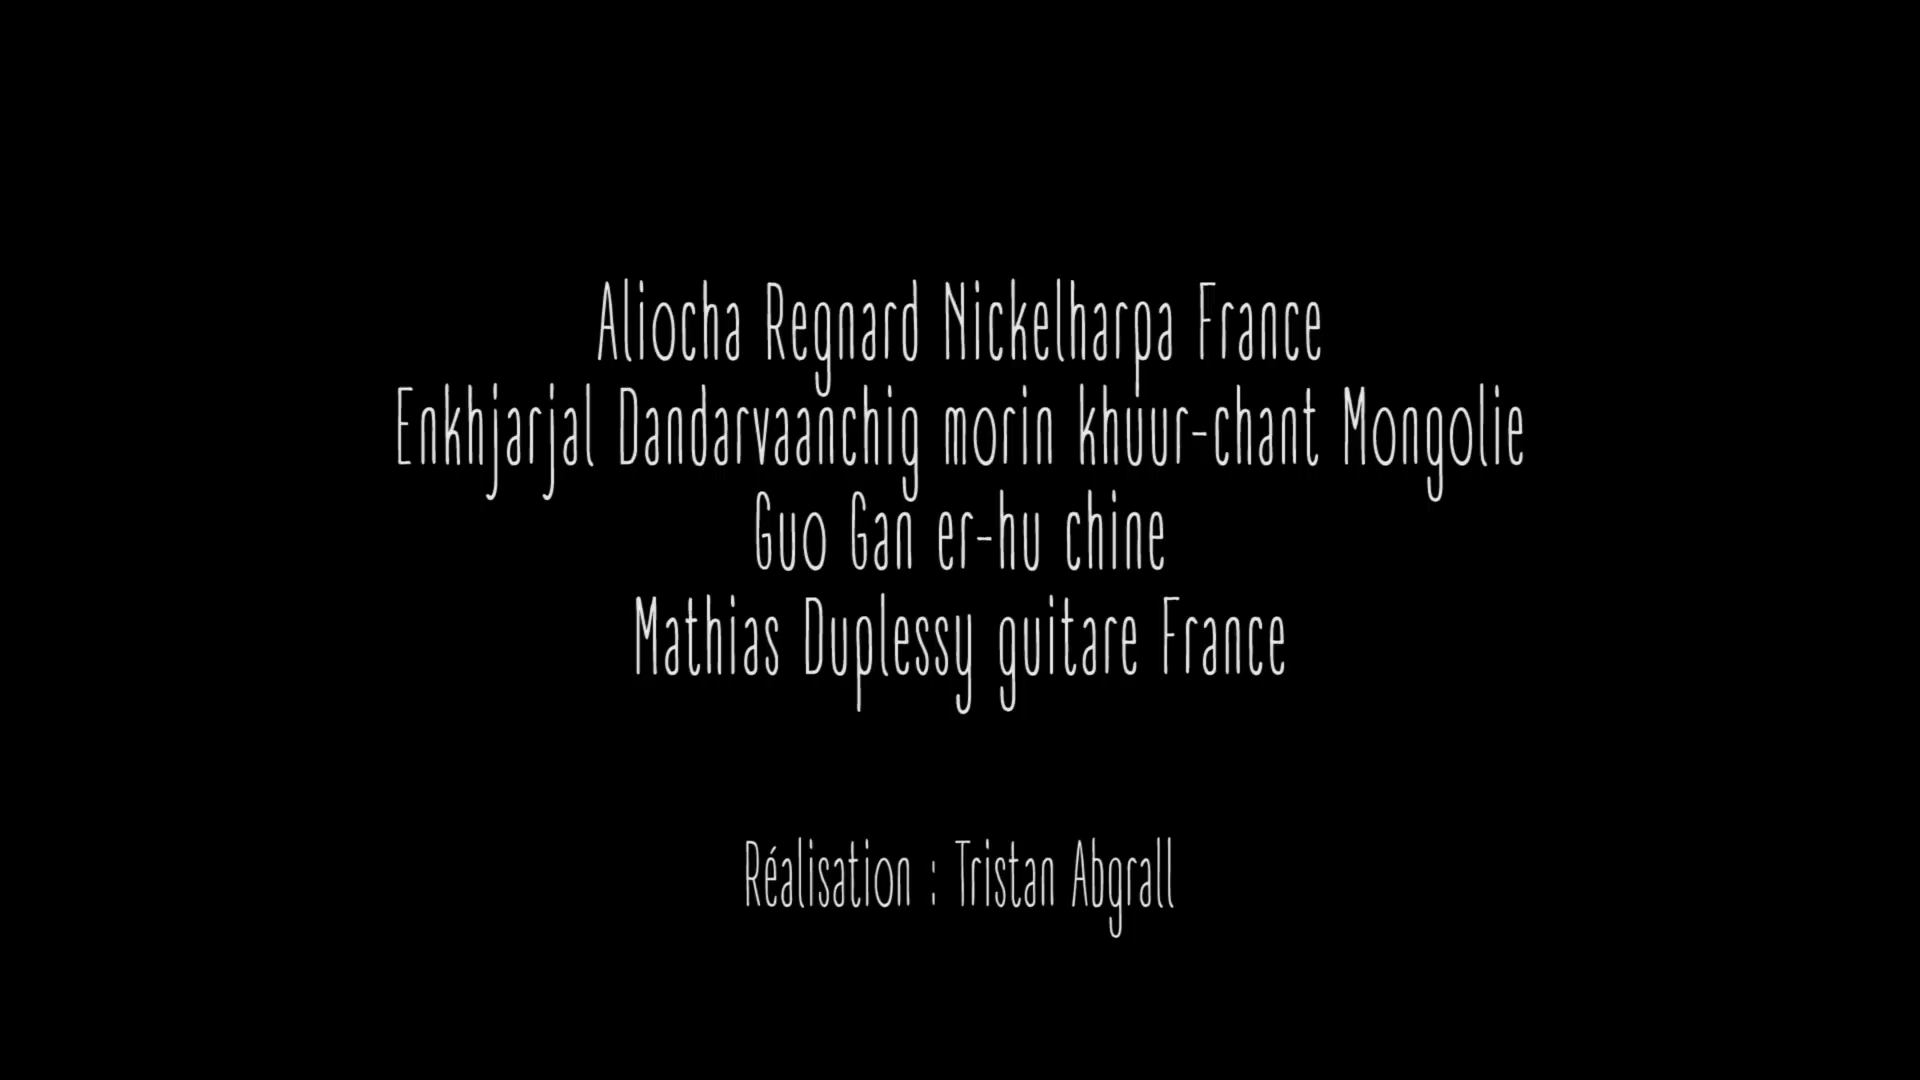 Aliocha Regnard Nickelharpa France
Enkhjarjal Dandarvaanchig morin khuur-chant Mongolie
Guo Gan er-hu chine
Mathias Duplessy guitare France
Réalisation : Tristan Abgrall